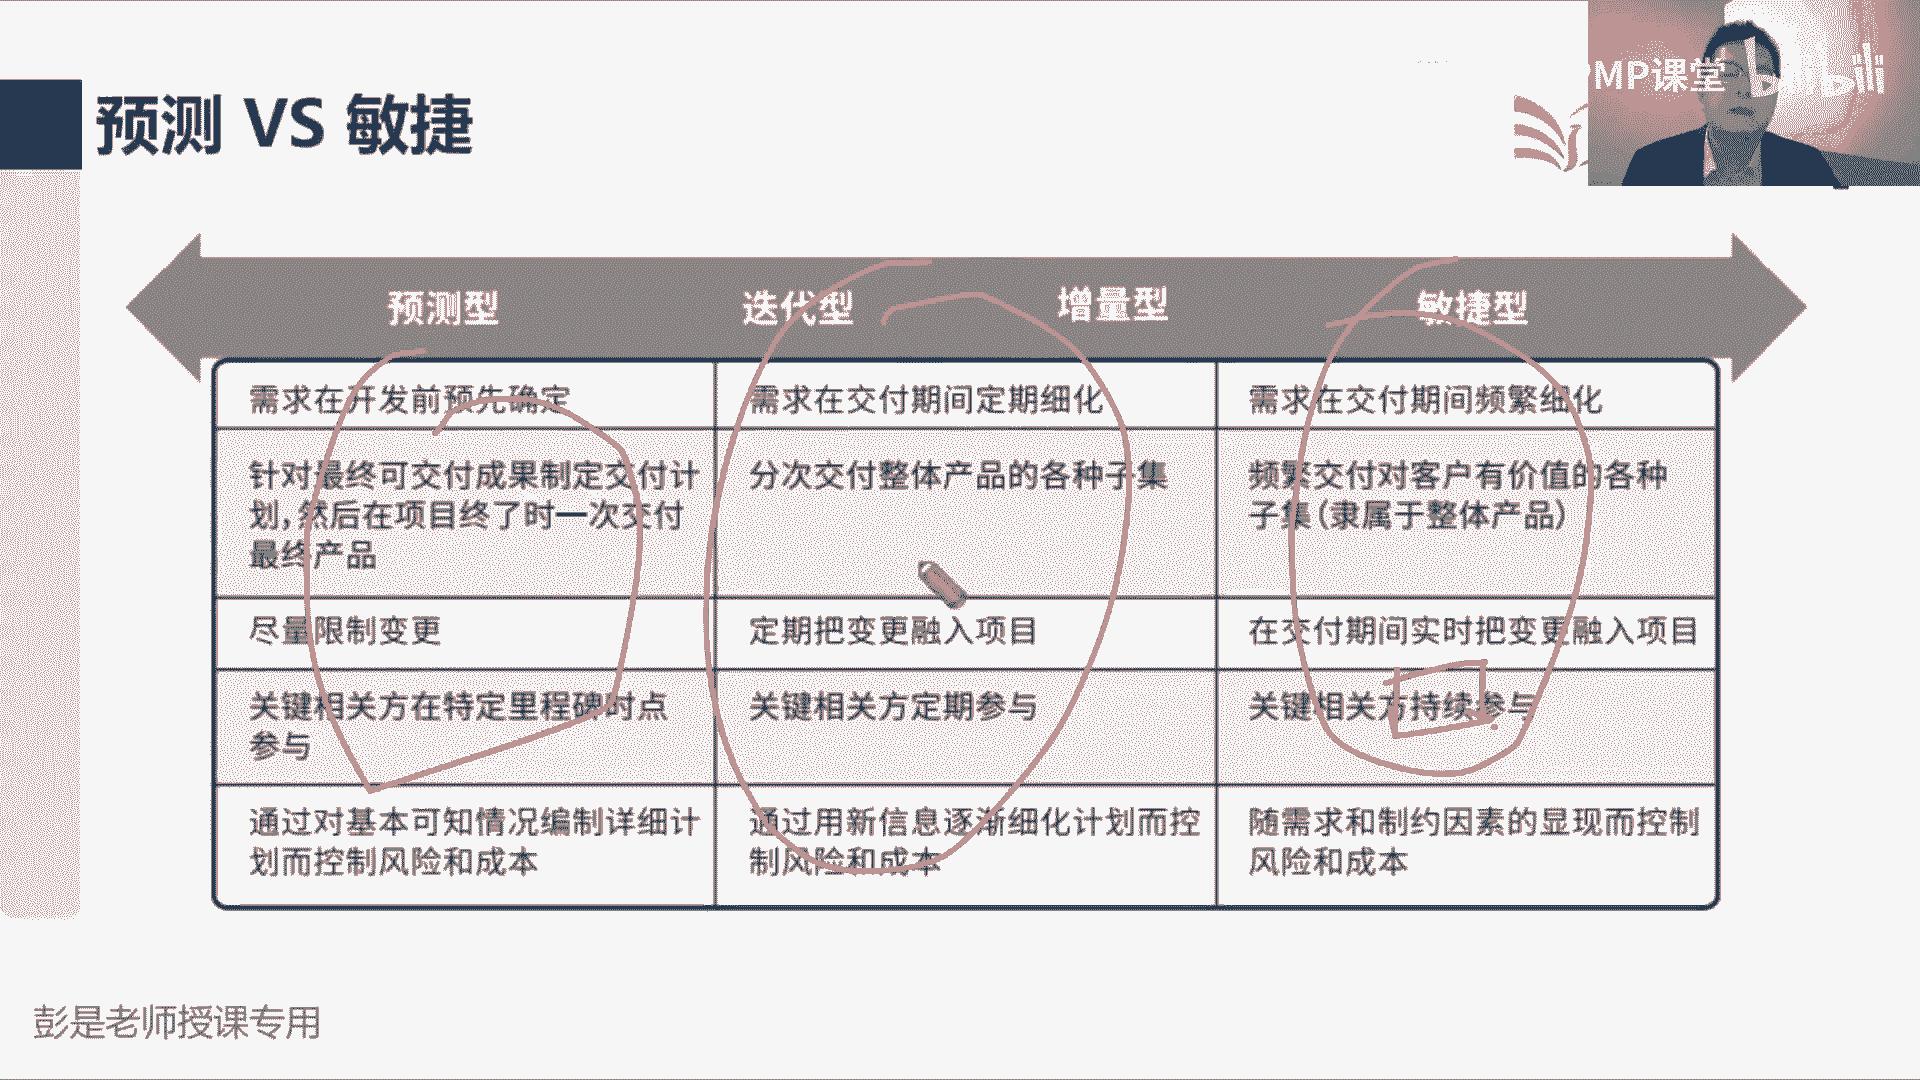 PMP课堂 bilibili
预测 VS 敏捷
预测型 迭代型 增量型 敏捷型
需求在开发前预先确定
需求在交付期间定期细化
需求在交付期间频繁细化
针对最终可交付成果制定交付计
划,然后在项目终了时一次交付
最终产品
分次交付整体产品的各种子集
频繁交付对客户有价值的各种
子集(隶属于整体产品)
尽量限制变更
定期把变更融入项目
在交付期间实时把变更融入项目
关键相关方在特定里程碑时点
参与
关键相关方定期参与
关键相关方持续参与
通过对基本可知情况编制详细计
划而控制风险和成本
通过用新信息逐渐细化计划而控
制风险和成本
随需求和制约因素的显现而控制
风险和成本
彭是老师授课专用